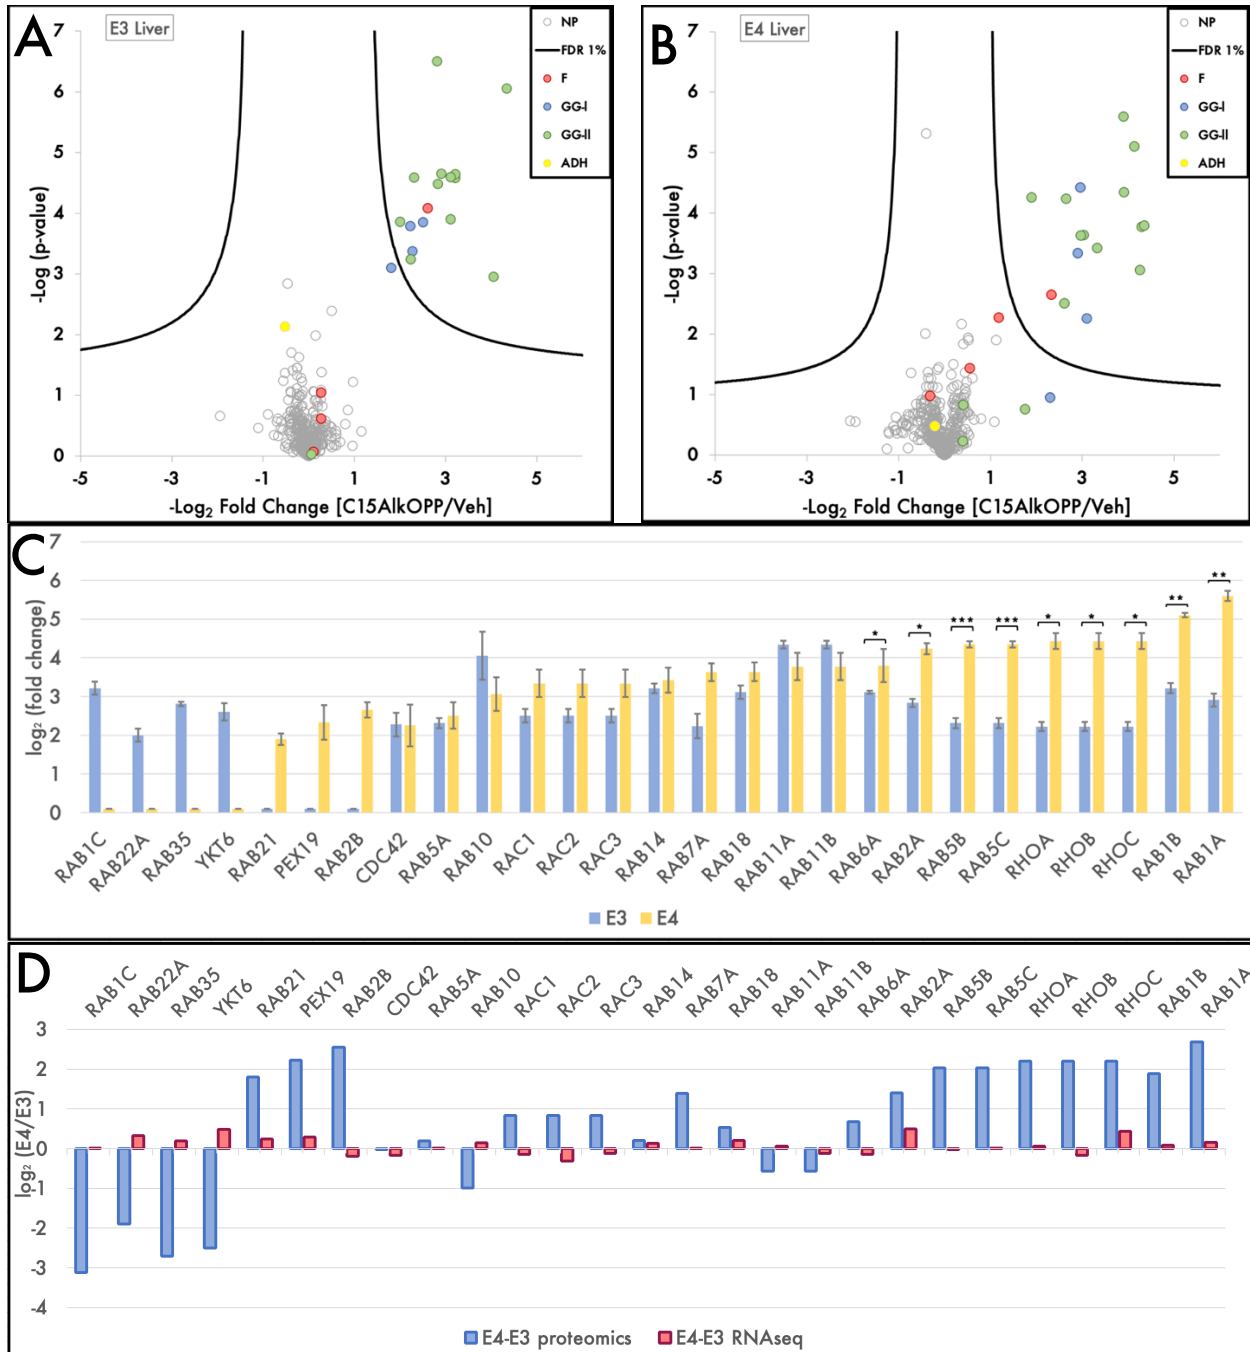 A
E3 Liver
NP
FDR 1%
F
GG-I
GG-II
ADH
7
6
5
4
3
2
1
0
-Log (p-value)
-5 -3 -1 1 3 5
-Log2 Fold Change [C15AlkOPP/Veh]
B
E4 Liver
NP
FDR 1%
F
GG-I
GG-II
ADH
7
6
5
4
3
2
1
0
-Log (p-value)
-5 -3 -1 1 3 5
-Log2 Fold Change [C15AlkOPP/Veh]
C
7
6
5
4
3
2
1
0
log2 (fold change)
* * *** *** * * * ** **
RAB1C RAB22A RAB35 YKT6 RAB21 PEX19 RAB2B CDC42 RAB5A RAB10 RAC1 RAC2 RAC3 RAB14 RAB7A RAB18 RAB11A RAB11B RAB6A RAB2A RAB5B RAB5C RHOA RHOB RHOC RAB1B RAB1A
E3 E4
D
RAB1C RAB22A RAB35 YKT6 RAB21 PEX19 RAB2B CDC42 RAB5A RAB10 RAC1 RAC2 RAC3 RAB14 RAB7A RAB18 RAB11A RAB11B RAB6A RAB2A RAB5B RAB5C RHOA RHOB RHOC RAB1B RAB1A
3
2
1
0
-1
-2
-3
-4
log2 (E4/E3)
E4-E3 proteomics E4-E3 RNAseq